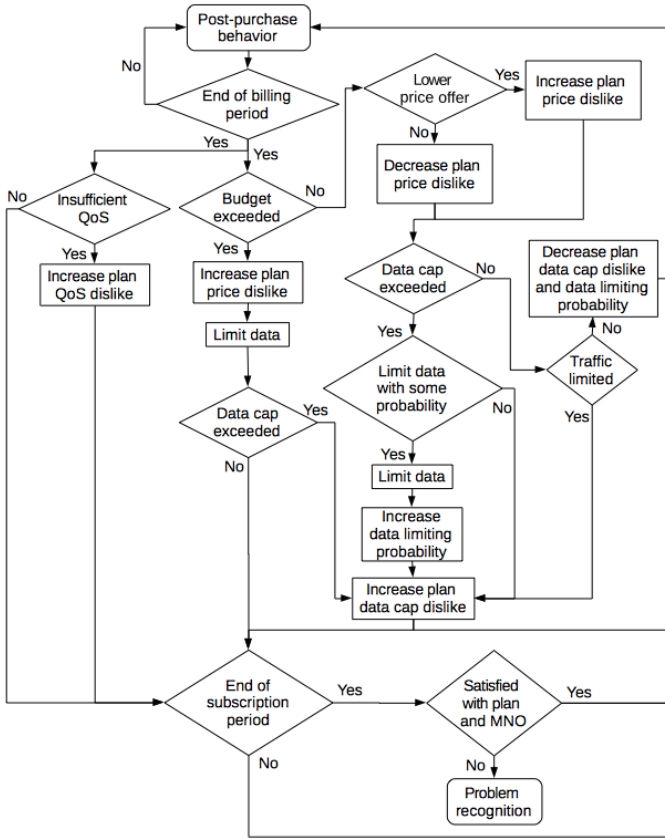 Post-purchase
behavior
No
End of billing
period
Yes
Yes
Lower
price offer
Yes
Increase plan
price dislike
No
Decrease plan
price dislike
No
Insufficient
QoS
Yes
Increase plan
QoS dislike
Budget
exceeded
No
Yes
Increase plan
price dislike
Limit data
Data cap
exceeded
Yes
No
Data cap
exceeded
No
Yes
Decrease plan
data cap dislike
and data limiting
probability
No
Traffic
limited
Yes
Limit data
with some
probability
No
Yes
Limit data
Increase
data limiting
probability
Increase plan
data cap dislike
End of
subscription
period
Yes
No
Satisfied
with plan
and MNO
Yes
No
Problem
recognition